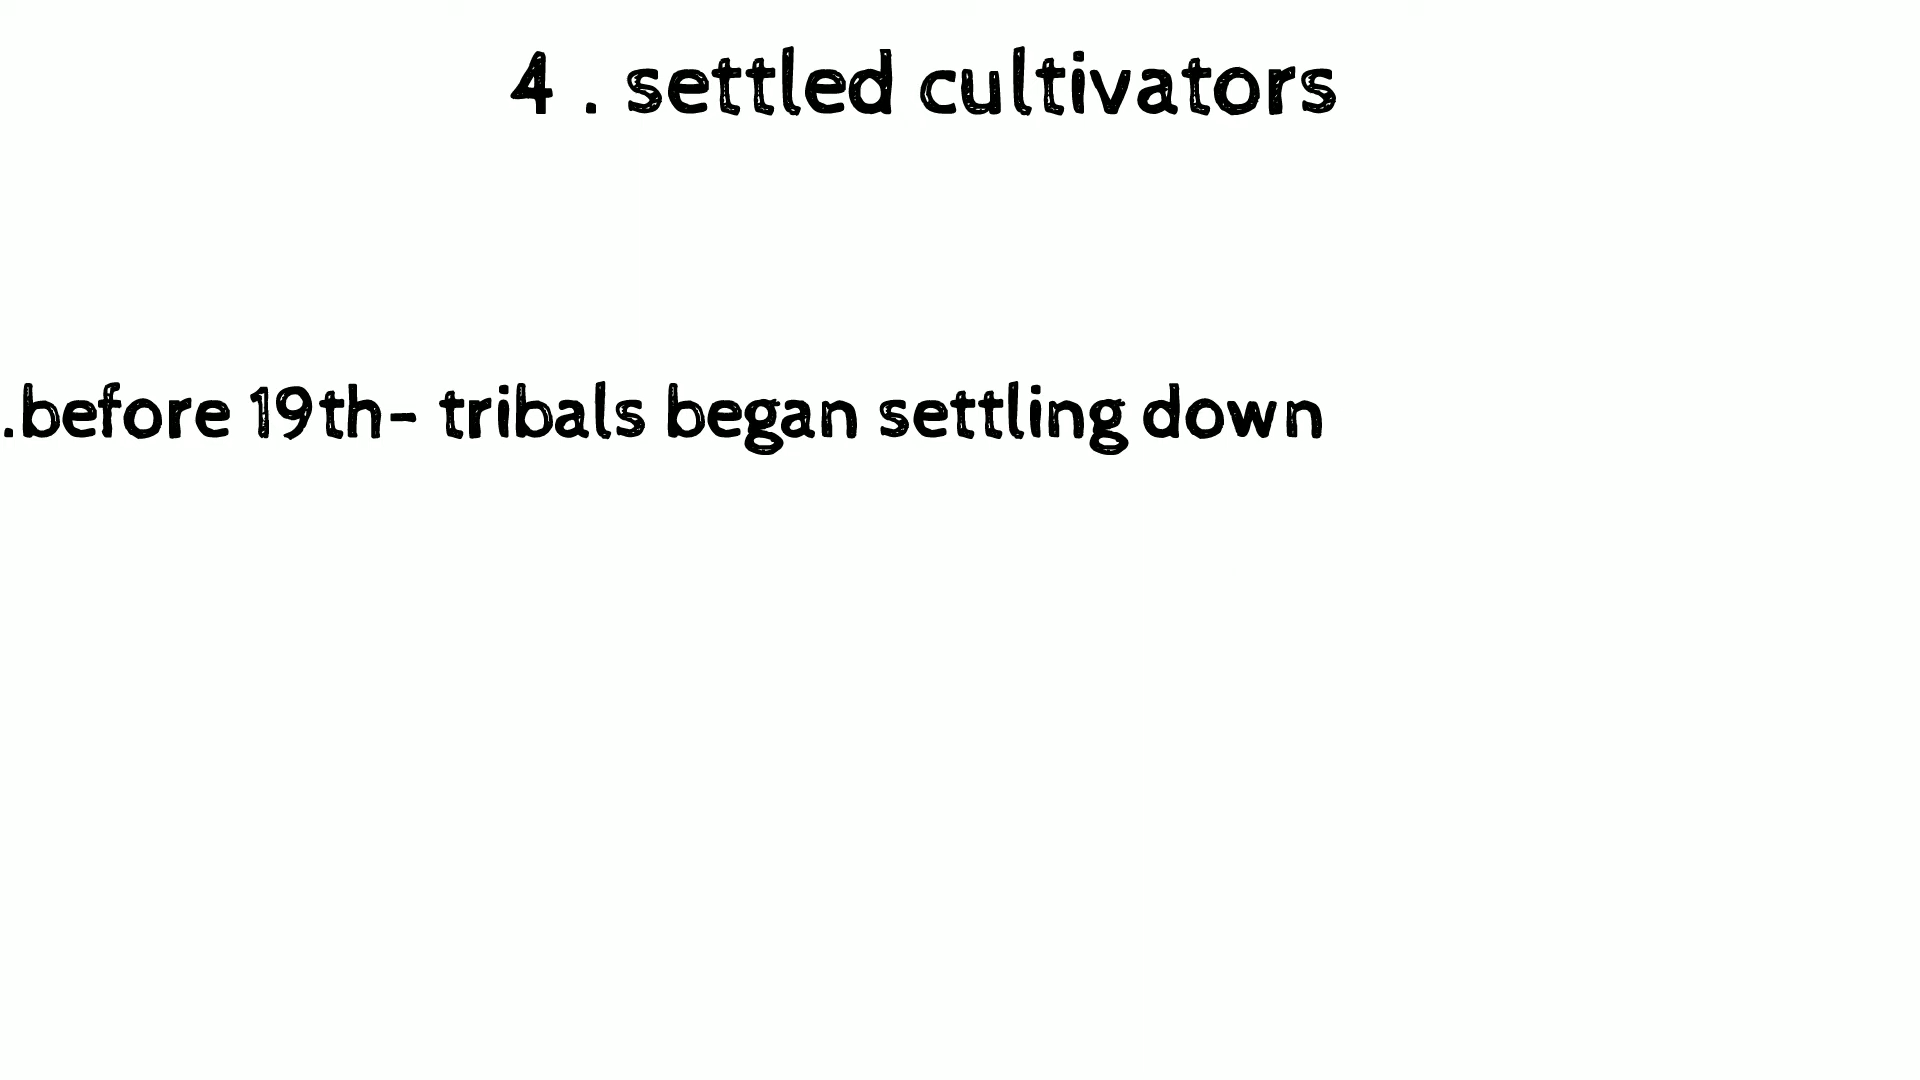 4 . settled cultivators
.before 19th- tribals began settling down